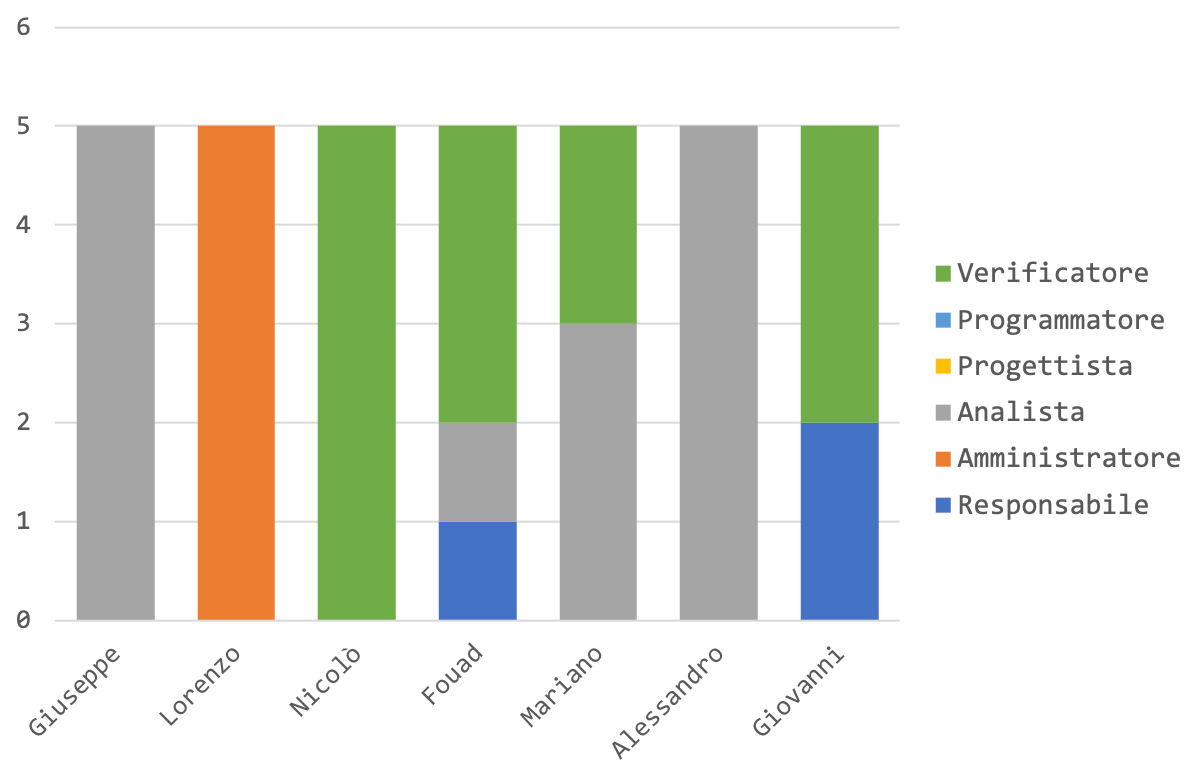 6
5
4
3
2
1
0
Giuseppe
Lorenzo
Nicolò
Fouad
Mariano
Alessandro
Giovanni
Verificatore
Programmatore
Progettista
Analista
Amministratore
Responsabile